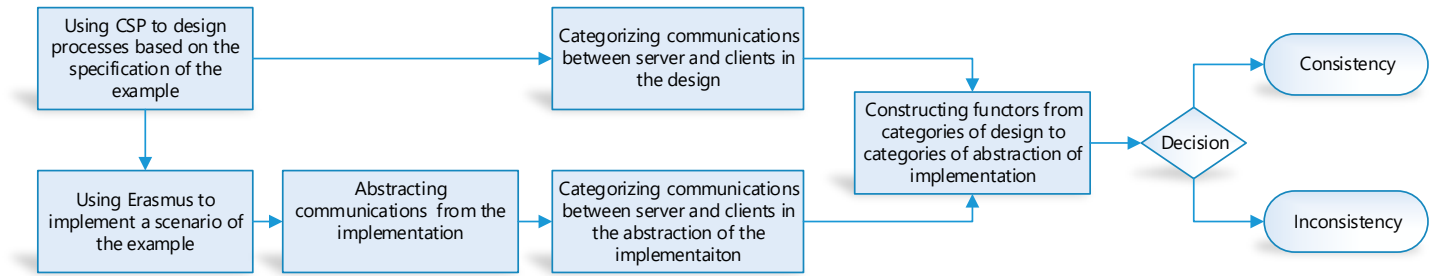 Using CSP to design
processes based on the
specification of the
example
Categorizing communications
between server and clients in
the design
Using Erasmus to
implement a scenario of
the example
Abstracting
communications from the
implementation
Categorizing communications
between server and clients in
the abstraction of the
implementaiton
Constructing functors from
categories of design to
categories of abstraction of
implementation
Decision
Consistency
Inconsistency